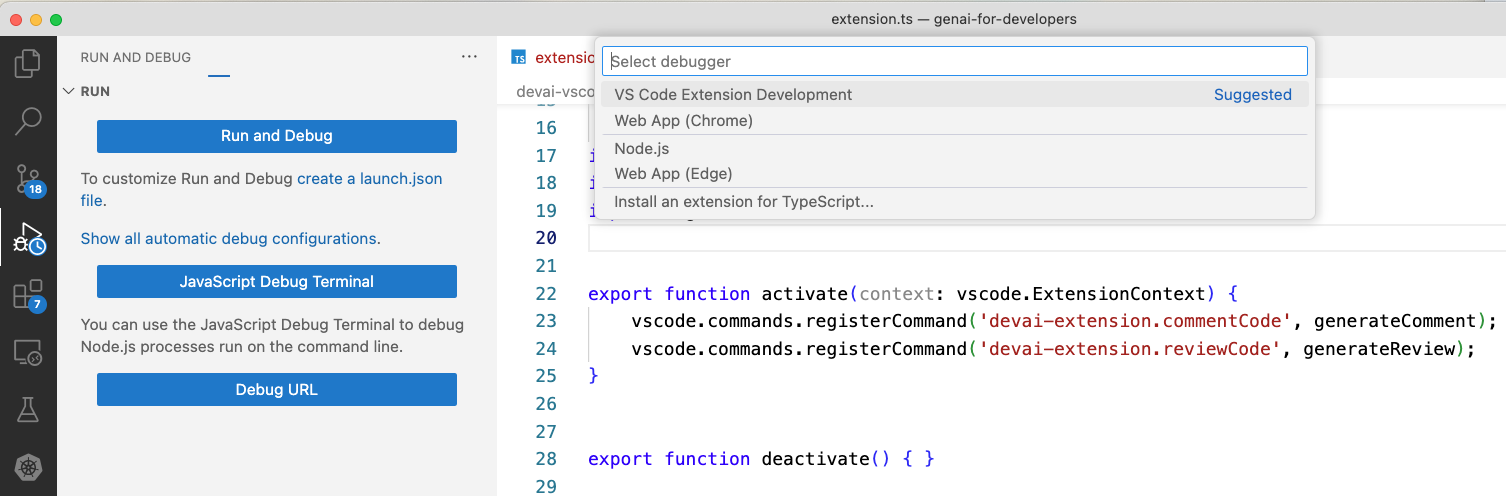 extension.ts — genai-for-developers
RUN AND DEBUG
RUN
Run and Debug
To customize Run and Debug create a launch.json
file.
Show all automatic debug configurations.
JavaScript Debug Terminal
You can use the JavaScript Debug Terminal to debug
Node.js processes run on the command line.
Debug URL
18
7
TS extensio
devai-vsco
Select debugger
VS Code Extension Development Suggested
Web App (Chrome)
Node.js
Web App (Edge)
Install an extension for TypeScript...
15
16
17
18
19
20
21
22 export function activate(context: vscode.ExtensionContext) {
23 vscode.commands.registerCommand('devai-extension.commentCode', generateComment);
24 vscode.commands.registerCommand('devai-extension.reviewCode', generateReview);
25 }
26
27
28 export function deactivate() { }
29